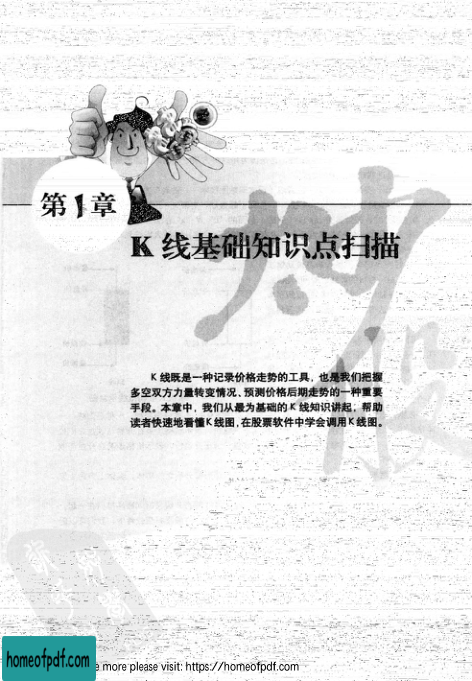 第1章
K 线基础知识点扫描
炒股
K 线既是一种记录价格走势的工具，也是我们把握
多空双方力量转变情况、预测价格后期走势的一种重要
手段。本章中，我们从最为基础的 K 线知识讲起，帮助
读者快速地看懂K线图，在股票软件中学会调用K线图。
homeofpdf.com
e more please visit: https://homeofpdf.com